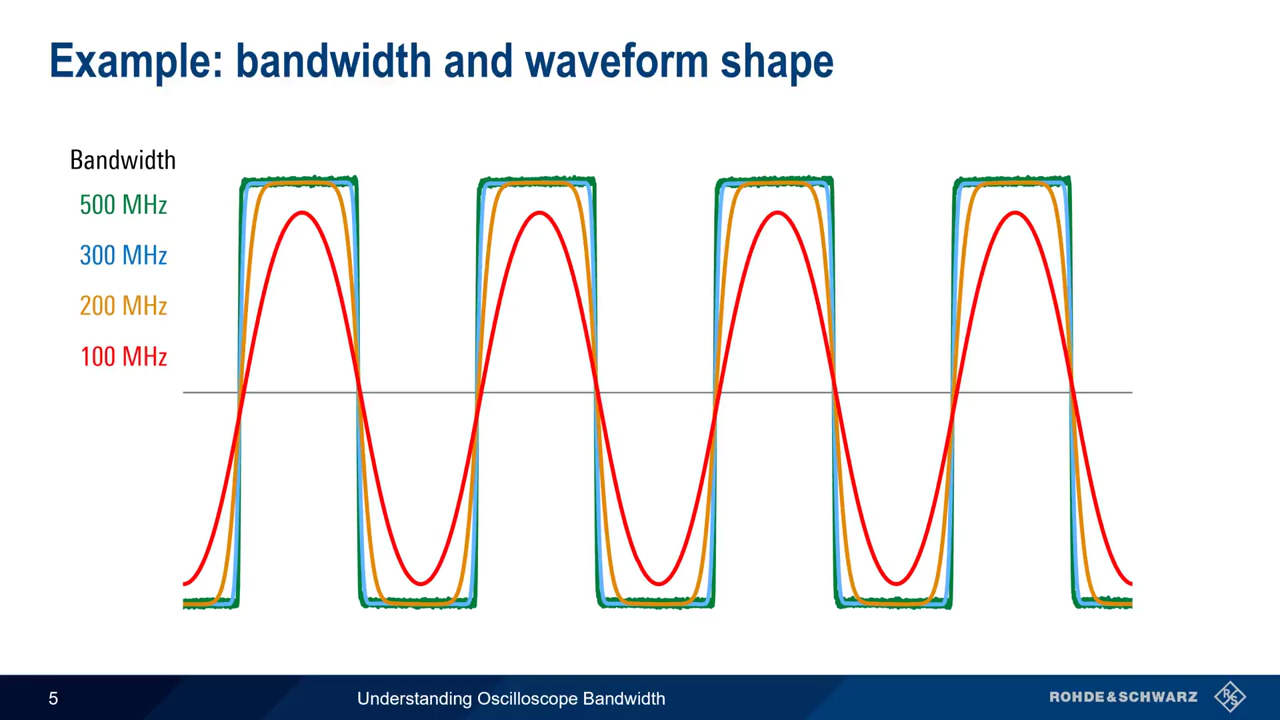 Example: bandwidth and waveform shape
Bandwidth
500 MHz
300 MHz
200 MHz
100 MHz
5
Understanding Oscilloscope Bandwidth
ROHDE & SCHWARZ
R S